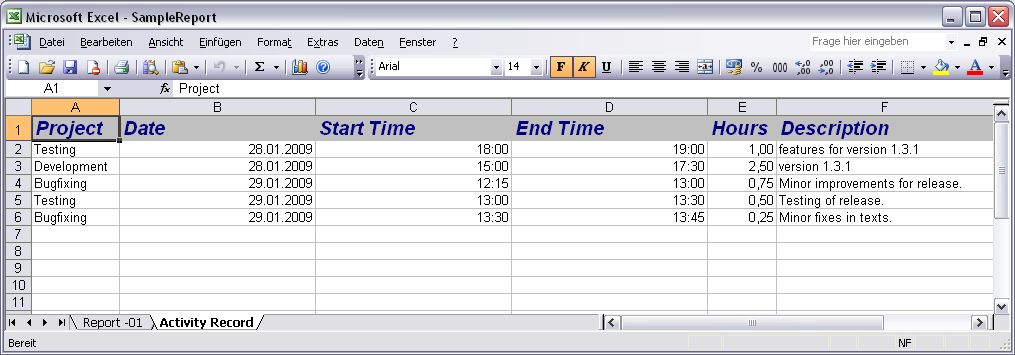 Microsoft Excel - SampleReport
Datei Bearbeiten Ansicht Einfügen Format Extras Daten Fenster ? Frage hier eingeben
Arial 14 F K U % 000
A1 fx Project
A B C D E F
1 Project Date Start Time End Time Hours Description
2 Testing 28.01.2009 18:00 19:00 1,00 features for version 1.3.1
3 Development 28.01.2009 15:00 17:30 2,50 version 1.3.1
4 Bugfixing 29.01.2009 12:15 13:00 0,75 Minor improvements for release.
5 Testing 29.01.2009 13:00 13:30 0,50 Testing of release.
6 Bugfixing 29.01.2009 13:30 13:45 0,25 Minor fixes in texts.
7
8
9
10
11
Report -01 Activity Record
Bereit NF